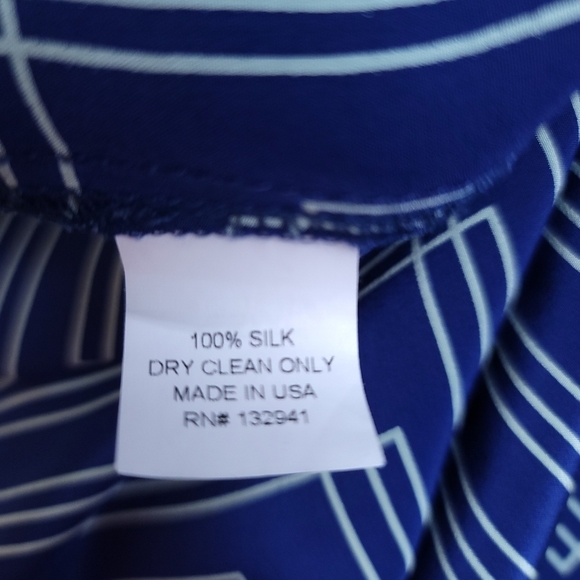 100% SILK
DRY CLEAN ONLY
MADE IN USA
RN# 132941